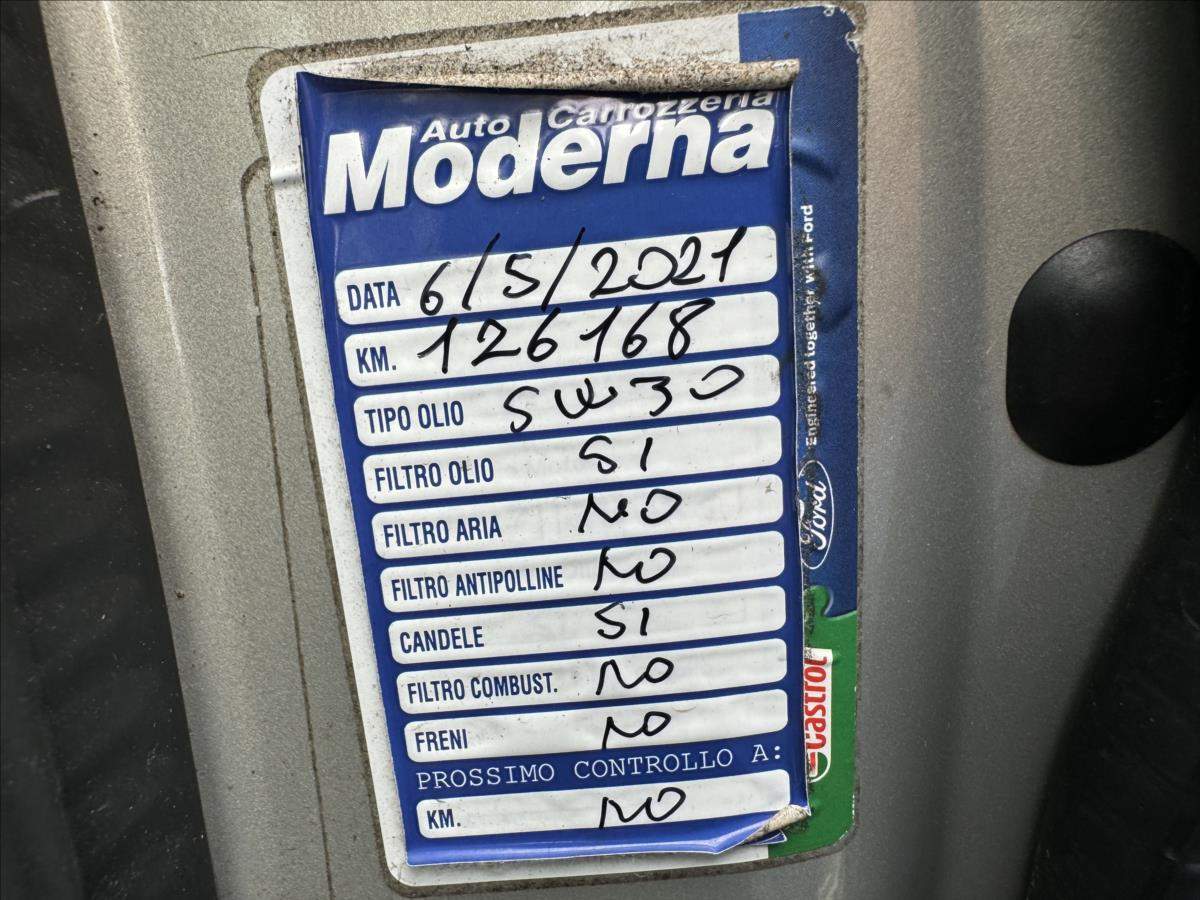 Auto Carrozzeria
Moderna
DATA 6/5/2021
KM. 126168
TIPO OLIO 5W30
FILTRO OLIO SI
FILTRO ARIA NO
FILTRO ANTIPOLLINE NO
CANDELE SI
FILTRO COMBUST. NO
FRENI NO
PROSSIMO CONTROLLO A:
KM. NO
Ford Engineered together with Ford
Castrol